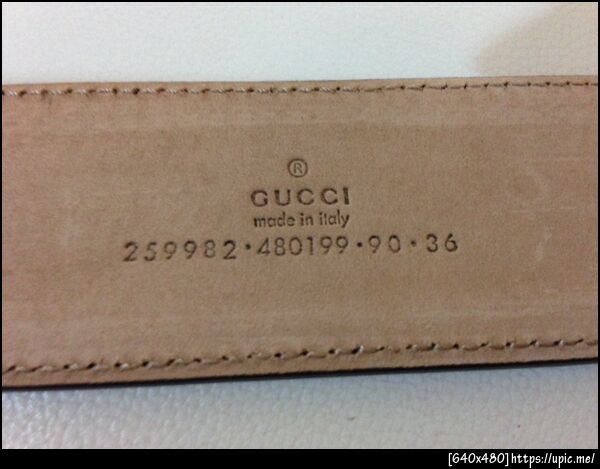 ®
GUCCI
made in italy
259982·480199·90·36
[640x480]https://upic.me/